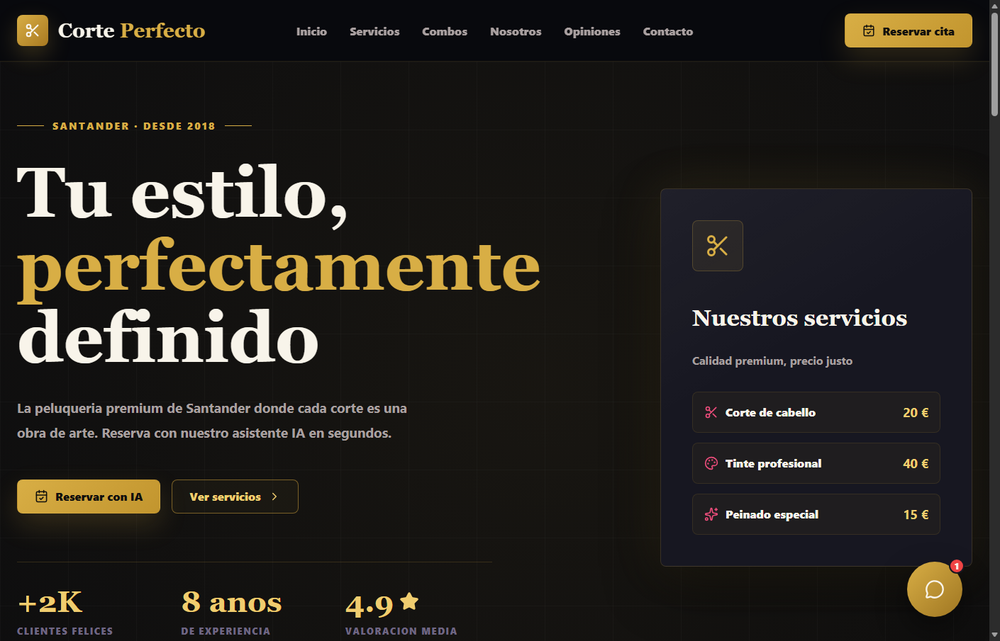 Corte Perfecto
Inicio
Servicios
Combos
Nosotros
Opiniones
Contacto
Reservar cita
SANTANDER · DESDE 2018
Tu estilo,
perfectamente
definido
La peluqueria premium de Santander donde cada corte es una
obra de arte. Reserva con nuestro asistente IA en segundos.
Reservar con IA
Ver servicios
+2K
CLIENTES FELICES
8 anos
DE EXPERIENCIA
4.9
VALORACION MEDIA
Nuestros servicios
Calidad premium, precio justo
Corte de cabello 20 €
Tinte profesional 40 €
Peinado especial 15 €
1